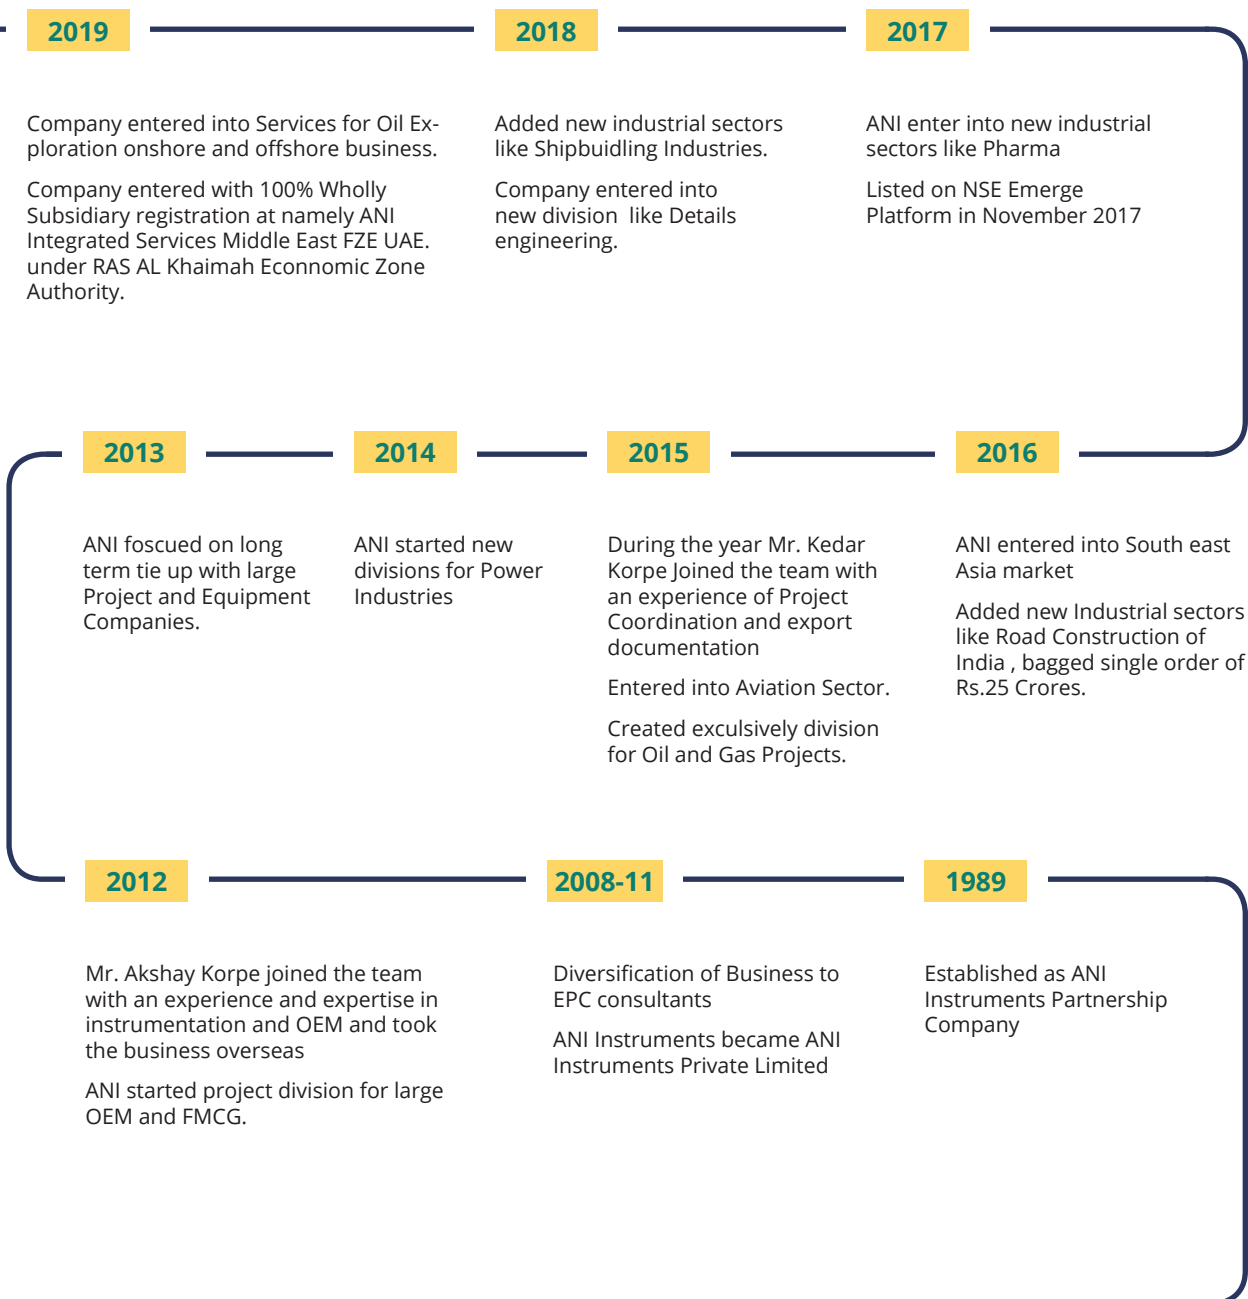 2019
Company entered into Services for Oil Ex-
ploration onshore and offshore business.
Company entered with 100% Wholly
Subsidiary registration at namely ANI
Integrated Services Middle East FZE UAE.
under RAS AL Khaimah Econnomic Zone
Authority.
2018
Added new industrial sectors
like Shipbuidling Industries.
Company entered into
new division  like Details
engineering.
2017
ANI enter into new industrial
sectors like Pharma
Listed on NSE Emerge
Platform in November 2017
2013
ANI foscued on long
term tie up with large
Project and Equipment
Companies.
2014
ANI started new
divisions for Power
Industries
2015
During the year Mr. Kedar
Korpe Joined the team with
an experience of Project
Coordination and export
documentation
Entered into Aviation Sector.
Created exculsively division
for Oil and Gas Projects.
2016
ANI entered into South east
Asia market
Added new Industrial sectors
like Road Construction of
India , bagged single order of
Rs.25 Crores.
2012
Mr. Akshay Korpe joined the team
with an experience and expertise in
instrumentation and OEM and took
the business overseas
ANI started project division for large
OEM and FMCG.
2008-11
Diversification of Business to
EPC consultants
ANI Instruments became ANI
Instruments Private Limited
1989
Established as ANI
Instruments Partnership
Company